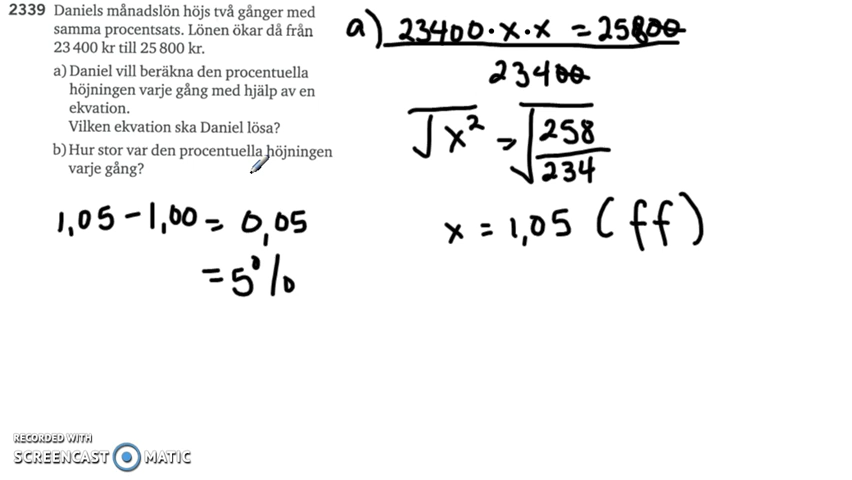 2339 Daniels månadslön höjs två gånger med
samma procentsats. Lönen ökar då från
23 400 kr till 25 800 kr.
a) Daniel vill beräkna den procentuella
höjningen varje gång med hjälp av en
ekvation.
Vilken ekvation ska Daniel lösa?
b) Hur stor var den procentuella höjningen
varje gång?
1,05 - 1,00 = 0,05
= 5%
a) 23400 · x · x = 25800
23400
√x² = √258
234
x = 1,05 (ff)
RECORDED WITH
SCREENCAST MATIC